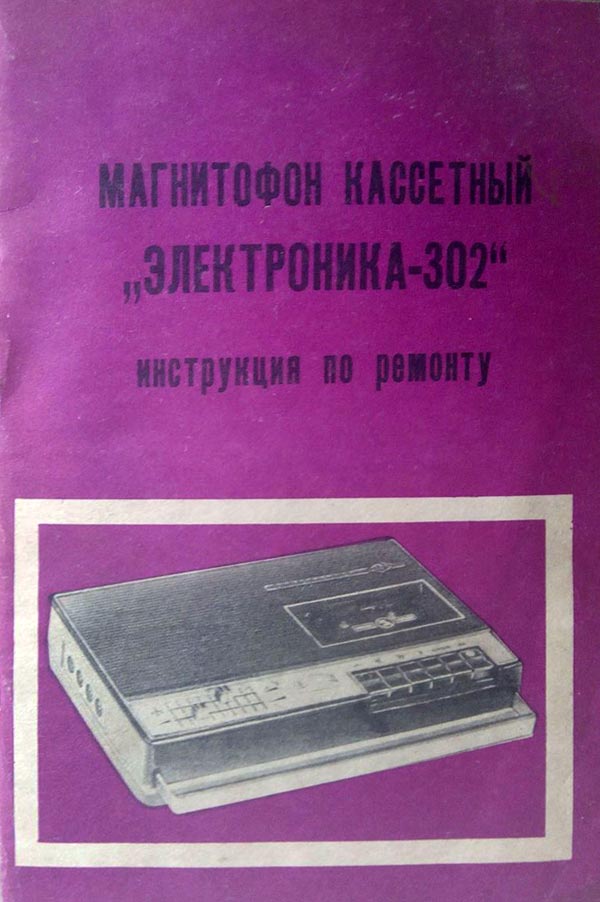 МАГНИТОФОН КАССЕТНЫЙ
„ЭЛЕКТРОНИКА-302“
инструкция по ремонту